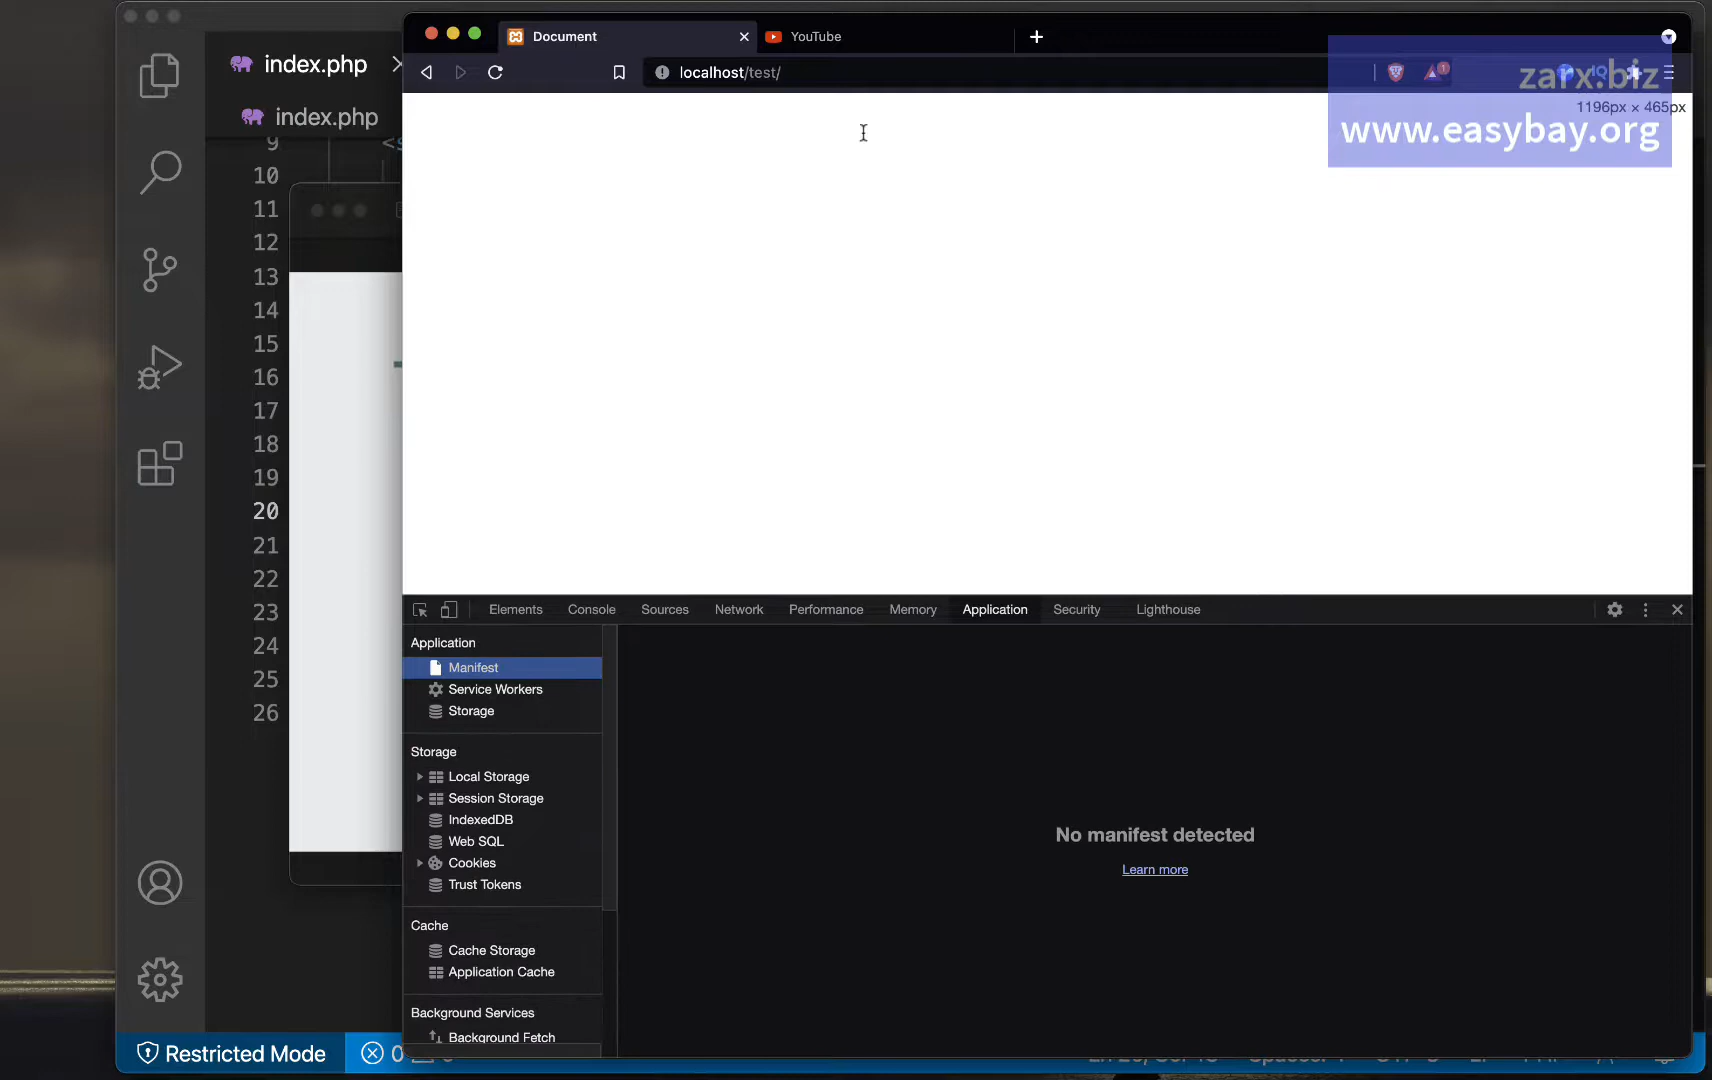 index.php
index.php
9
10
11
12
13
14
15
16
17
18
19
20
21
22
23
24
25
26
Restricted Mode
0
Document
YouTube
localhost/test/
1
zarx.biz
1196px × 465px
www.easybay.org
Elements Console Sources Network Performance Memory Application Security Lighthouse
Application
Manifest
Service Workers
Storage
Storage
Local Storage
Session Storage
IndexedDB
Web SQL
Cookies
Trust Tokens
Cache
Cache Storage
Application Cache
Background Services
Background Fetch
No manifest detected
Learn more